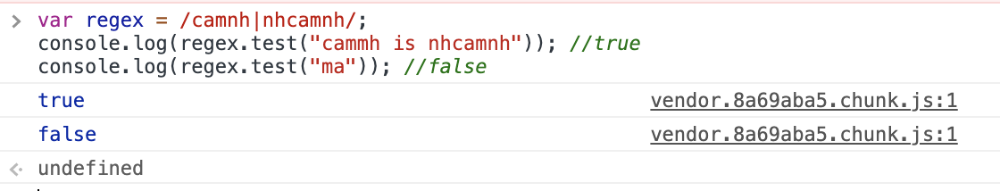 > var regex = /camnh|nhcamnh/;
console.log(regex.test("cammh is nhcamnh")); //true
console.log(regex.test("ma")); //false
true vendor.8a69aba5.chunk.js:1
false vendor.8a69aba5.chunk.js:1
undefined